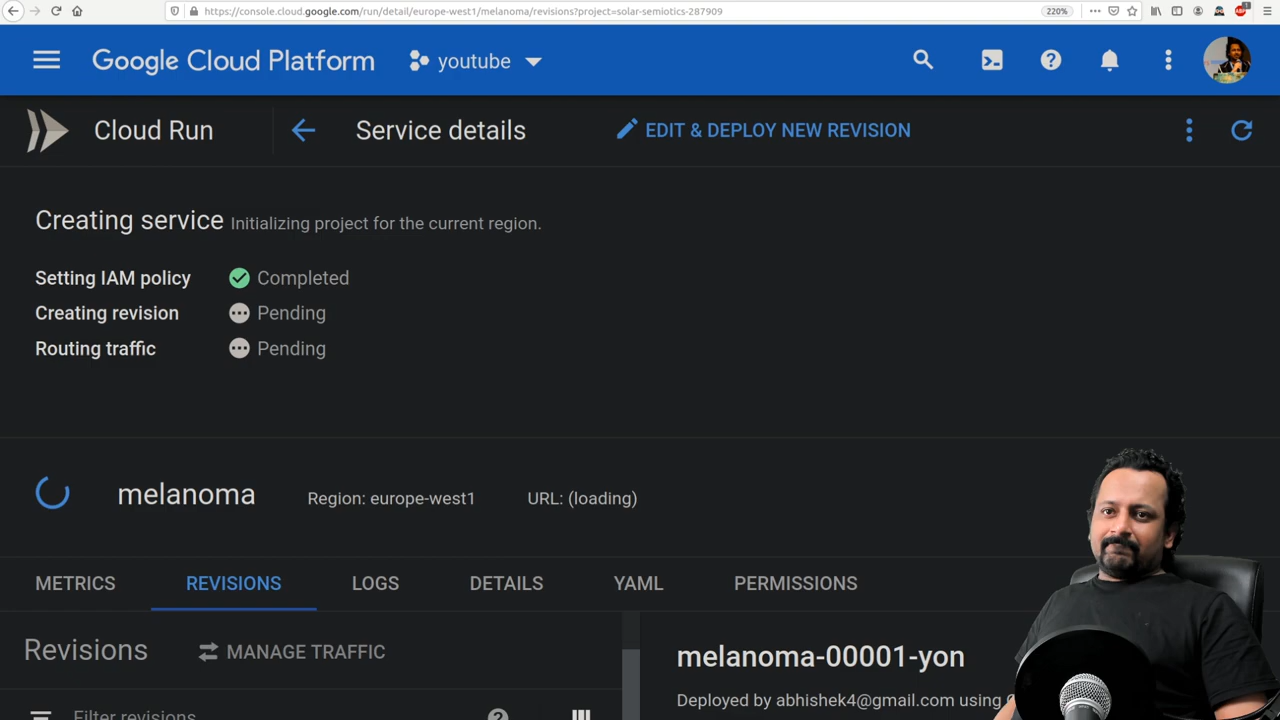 https://console.cloud.google.com/run/detail/europe-west1/melanoma/revisions?project=solar-semiotics-287909
220%
Google Cloud Platform
youtube
Cloud Run
Service details
EDIT & DEPLOY NEW REVISION
Creating service Initializing project for the current region.
Setting IAM policy Completed
Creating revision Pending
Routing traffic Pending
melanoma
Region: europe-west1
URL: (loading)
METRICS
REVISIONS
LOGS
DETAILS
YAML
PERMISSIONS
Revisions
MANAGE TRAFFIC
melanoma-00001-yon
Deployed by abhishek4@gmail.com using
Filter revisions